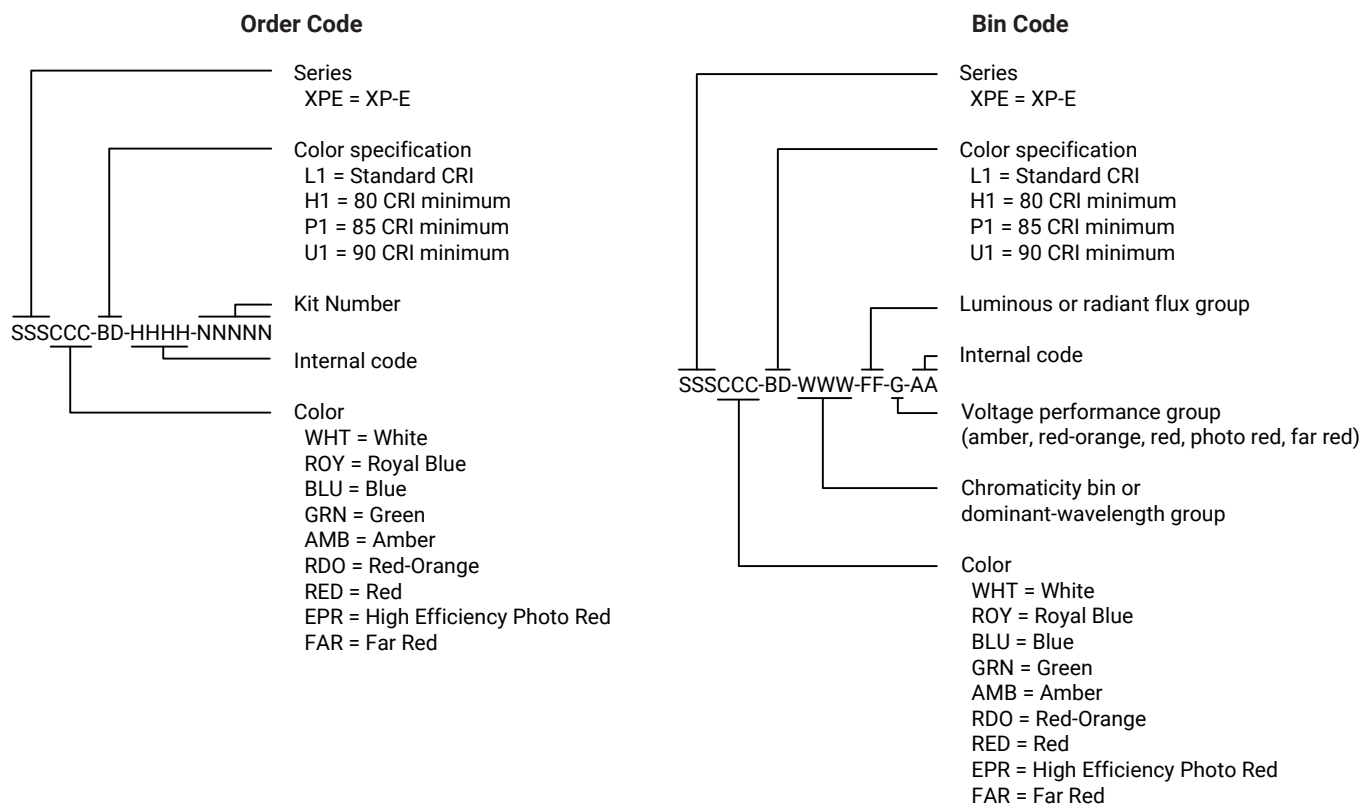 Order Code
Series
XPE = XP-E
Color specification
L1 = Standard CRI
H1 = 80 CRI minimum
P1 = 85 CRI minimum
U1 = 90 CRI minimum
Kit Number
SSSCCC-BD-HHHH-NNNNN
Internal code
Color
WHT = White
ROY = Royal Blue
BLU = Blue
GRN = Green
AMB = Amber
RDO = Red-Orange
RED = Red
EPR = High Efficiency Photo Red
FAR = Far Red
Bin Code
Series
XPE = XP-E
Color specification
L1 = Standard CRI
H1 = 80 CRI minimum
P1 = 85 CRI minimum
U1 = 90 CRI minimum
Luminous or radiant flux group
Internal code
SSSCCC-BD-WWW-FF-G-AA
Voltage performance group
(amber, red-orange, red, photo red, far red)
Chromaticity bin or
dominant-wavelength group
Color
WHT = White
ROY = Royal Blue
BLU = Blue
GRN = Green
AMB = Amber
RDO = Red-Orange
RED = Red
EPR = High Efficiency Photo Red
FAR = Far Red